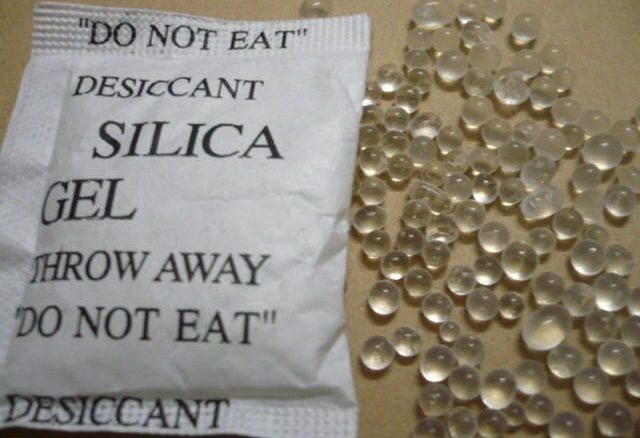 "DO NOT EAT"
DESICCANT
SILICA
GEL
THROW AWAY
"DO NOT EAT"
DESICCANT